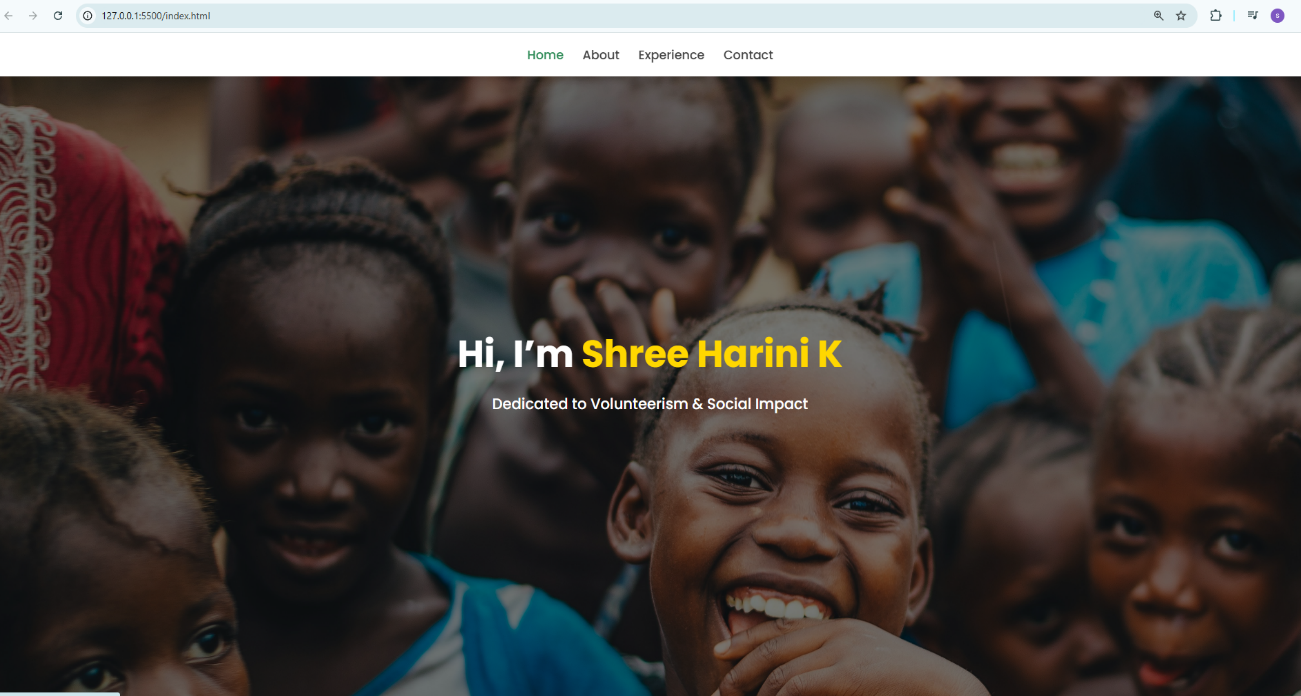 127.0.0.1:5500/index.html
s
Home About Experience Contact
Hi, I’m Shree Harini K
Dedicated to Volunteerism & Social Impact